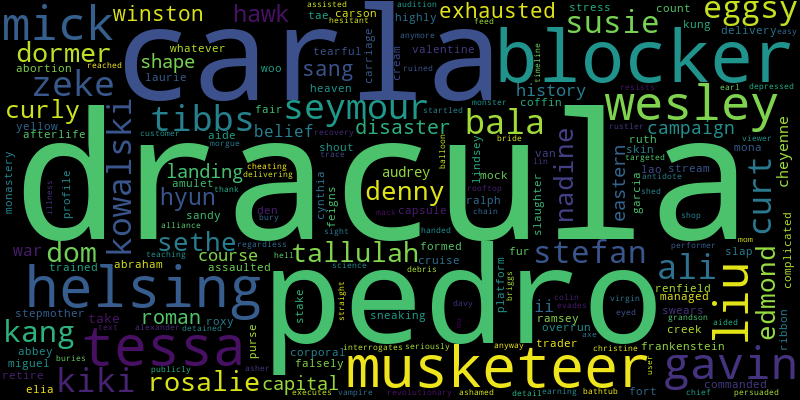 dracula
pedro
carla
helsing
musketeer
blocker
tessa
wesley
mick
liu
gavin
kowalski
seymour
tibbs
bala
curt
kang
zeke
kiki
susie
eggsy
tallulah
stefan
ali
denny
nadine
edmond
rosalie
sethe
dom
hyun
exhausted
hawk
winston
dormer
shape
curly
sang
landing
roman
disaster
belief
history
campaign
eastern
course
capital
war
abortion
whatever
laurie
woo
tae
carson
assisted
hesitant
tearful
valentine
highly
audition
anymore
feed
stress
count
kung
delivery
easy
reached
heaven
carriage
cream
ruined
timeline
monster
earl
depressed
resists
yellow
afterlife
customer
morgue
aide
fair
recovery
shout
startled
coffin
ruth
rustler
viewer
mona
cheyenne
monastery
illness
profile
amulet
thank
cheating
delivering
trace
audrey
balloon
lindsey
bride
mock
van
lin
skin
targeted
lao
stream
antidote
sandy
den
bury
cynthia
feigns
capsule
rooftop
ralph
chain
slaughter
garcia
shed
shop
performer
complicated
alliance
regardless
sight
mack
handed
formed
fur
slap
mom
trained
assaulted
teaching
hell
science
cruise
debris
platform
briggs
virgin
eyed
renfield
managed
aided
ribbon
stepmother
abraham
stake
straight
sneaking
davy
li
colin
evades
ramsey
overrun
axe
swears
creek
grandson
frankenstein
take
text
alexander
detained
roxy
purse
corporal
falsely
interrogates
seriously
anyway
trader
christine
user
abbey
miguel
buries
retire
elia
publicly
asher
executes
vampire
revolutionary
ashamed
detail
earning
bathtub
fort
commanded
chief
persuaded